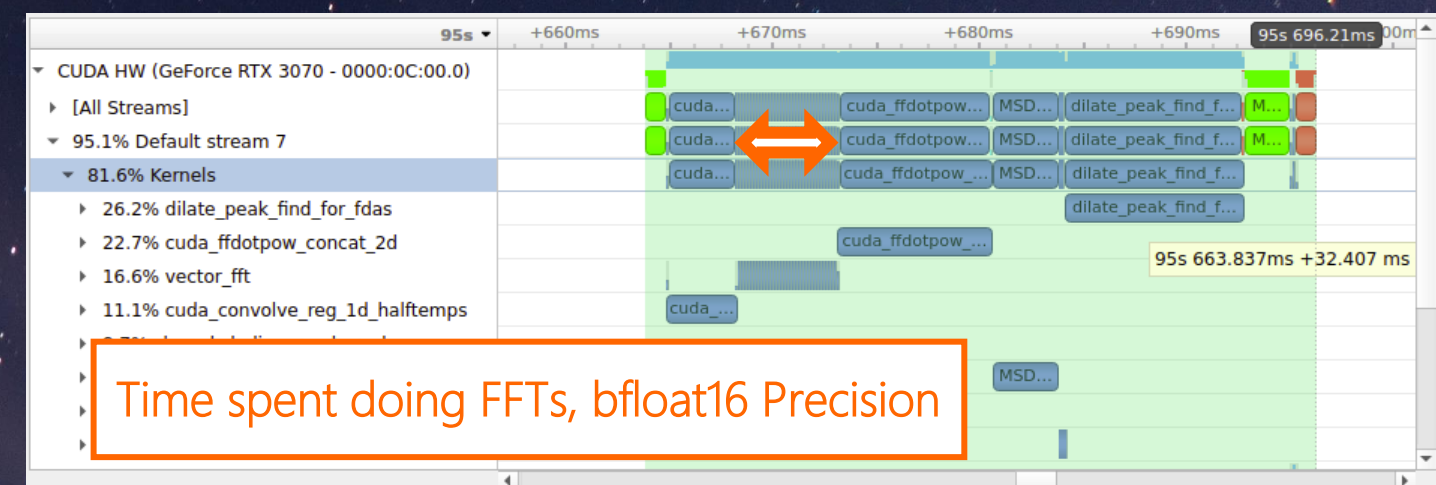 95s +660ms +670ms +680ms +690ms 95s 696.21ms 00m
CUDA HW (GeForce RTX 3070 - 0000:0C:00.0)
[All Streams] cuda... cuda_ffdotpow... MSD... dilate_peak_find_f... M...
95.1% Default stream 7 cuda... cuda_ffdotpow... MSD... dilate_peak_find_f... M...
81.6% Kernels cuda... cuda_ffdotpow_... MSD... dilate_peak_find_f...
26.2% dilate_peak_find_for_fdas dilate_peak_find_f...
22.7% cuda_ffdotpow_concat_2d cuda_ffdotpow_...
95s 663.837ms +32.407 ms
16.6% vector_fft
11.1% cuda_convolve_reg_1d_halftemps cuda_...
MSD...
Time spent doing FFTs, bfloat16 Precision